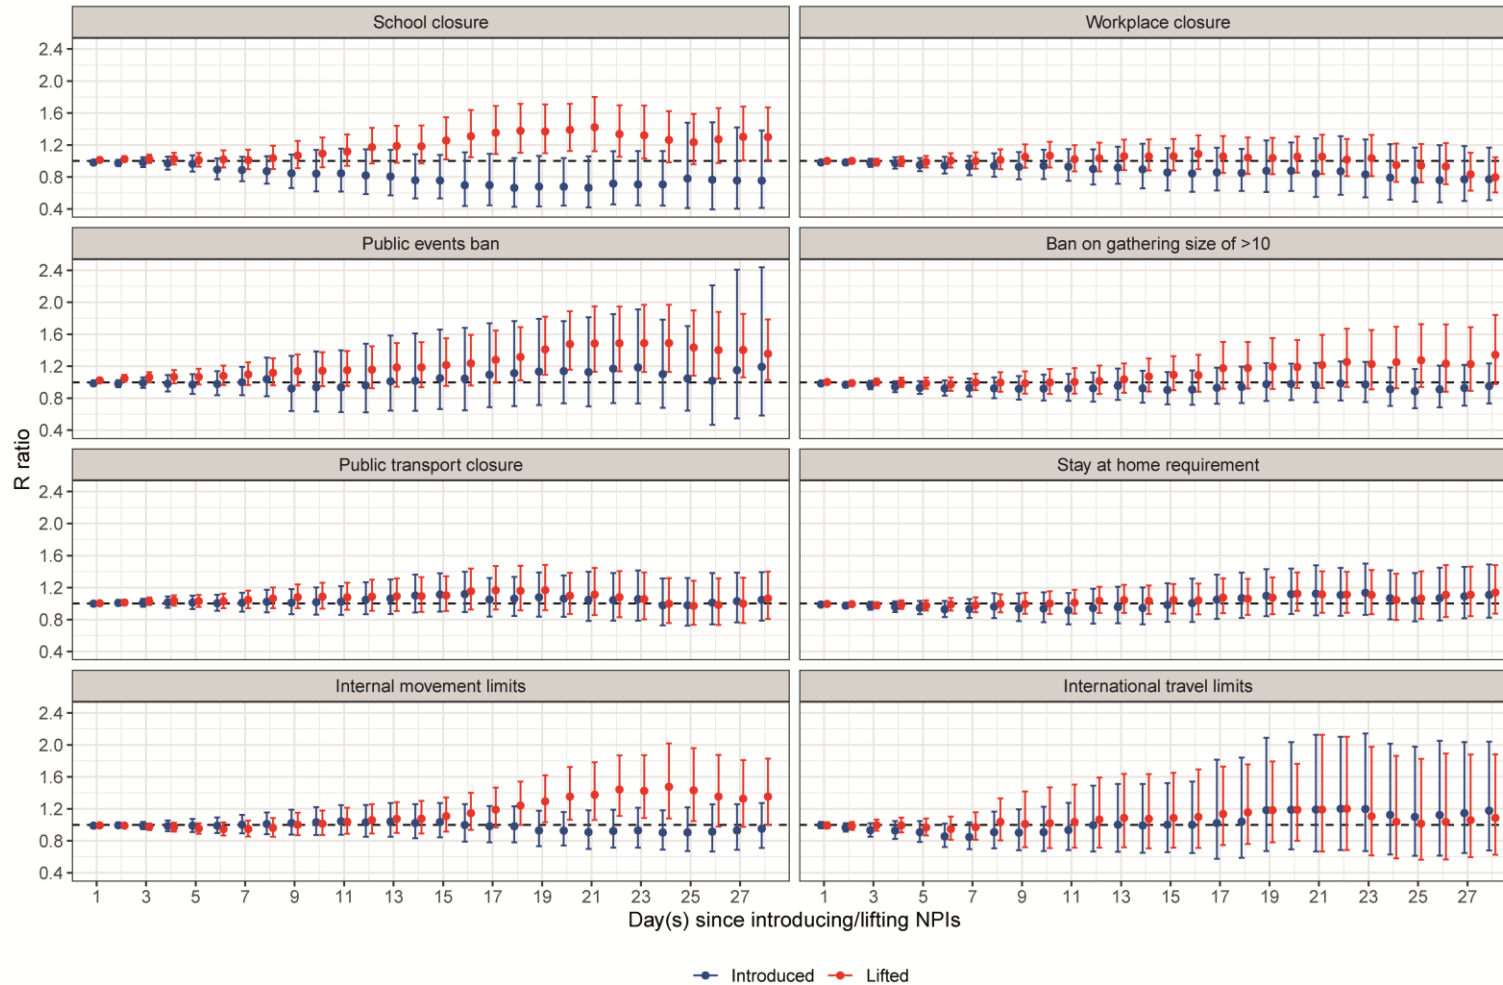 School closure
Workplace closure
2.4
2.0
1.6
1.2
0.8
0.4
Public events ban
Ban on gathering size of >10
2.4
2.0
1.6
1.2
0.8
0.4
R ratio
Public transport closure
Stay at home requirement
2.4
2.0
1.6
1.2
0.8
0.4
Internal movement limits
International travel limits
2.4
2.0
1.6
1.2
0.8
0.4
1 3 5 7 9 11 13 15 17 19 21 23 25 27
1 3 5 7 9 11 13 15 17 19 21 23 25 27
Day(s) since introducing/lifting NPIs
Introduced Lifted